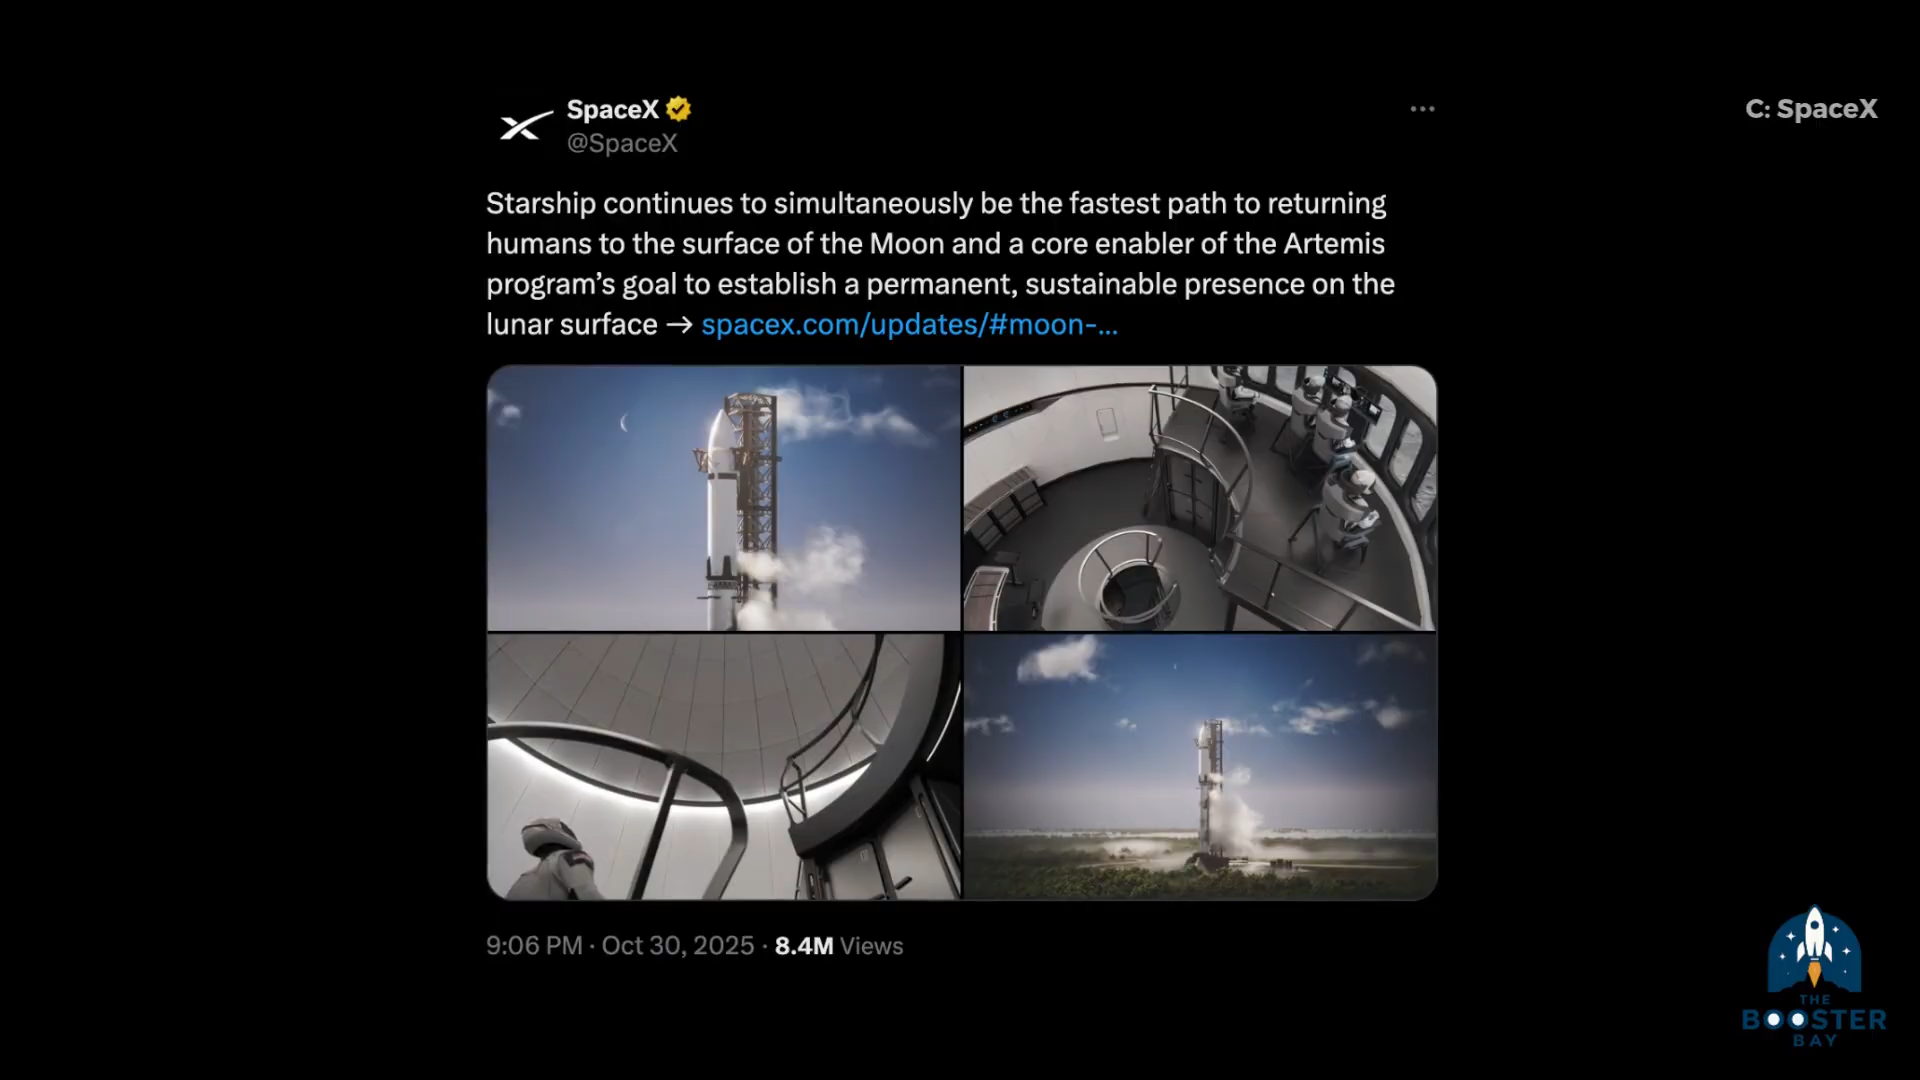 SpaceX
@SpaceX
C: SpaceX
Starship continues to simultaneously be the fastest path to returning
humans to the surface of the Moon and a core enabler of the Artemis
program’s goal to establish a permanent, sustainable presence on the
lunar surface → spacex.com/updates/#moon-...
9:06 PM · Oct 30, 2025 · 8.4M Views
THE
BOOSTER
BAY